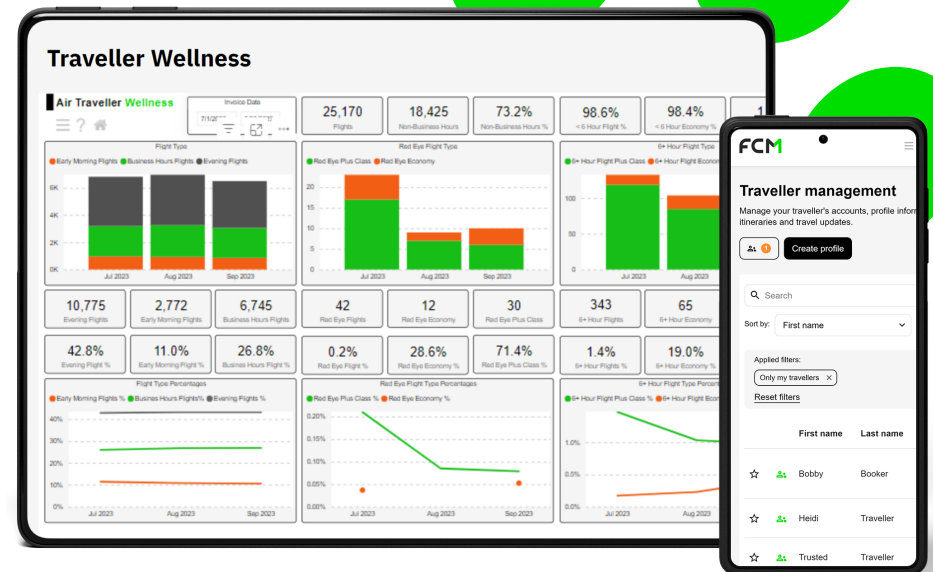 Traveller Wellness
Air Traveller Wellness
Invoice Date
25,170
Flights
18,425
Non-Business Hours
73.2%
Non-Business Hours %
98.6%
< 6 Hour Flight %
98.4%
< 6 Hour Economy %
Flight Type
Early Morning Flights Business Hours Flights Evening Flights
6K
4K
2K
0K
Jul 2023 Aug 2023 Sep 2023
Red Eye Flight Type
Red Eye Plus Class Red Eye Economy
20
15
10
5
0
Jul 2023 Aug 2023 Sep 2023
6+ Hour Flight Type
6+ Hour Flight Plus Class 6+ Hour Flight Econom
100
50
0
Jul 2023 Aug 2023
10,775
Evening Flights
2,772
Early Morning Flights
6,745
Business Hours Flights
42
Red Eye Flights
12
Red Eye Economy
30
Red Eye Plus Class
343
6+ Hour Flights
65
6+ Hour Economy
42.8%
Evening Flight %
11.0%
Early Morning Flight %
26.8%
Business Hours Flight %
0.2%
Red Eye Flight %
28.6%
Red Eye Economy %
71.4%
Red Eye Plus Class %
1.4%
6+ Hour Flights %
19.0%
6+ Hour Economy %
Flight Type Percentages
Early Morning Flights % Busines Hours Flights% Evening Flights %
40%
30%
20%
10%
0%
Jul 2023 Aug 2023 Sep 2023
Red Eye Flight Type Percentages
Red Eye Plus Class % Red Eye Economy %
0.20%
0.15%
0.10%
0.05%
0.00%
Jul 2023 Aug 2023 Sep 2023
6+ Hour Flight Type Percent
6+ Hour Flight Plus Class % 6+ Hour Flight Econ
1.0%
0.5%
0.0%
Jul 2023 Aug 2023
FCM
Traveller management
Manage your traveller's accounts, profile inform
itineraries and travel updates.
1
Create profile
Search
Sort by: First name
Applied filters:
Only my travellers X
Reset filters
First name Last name
Bobby Booker
Heidi Traveller
Trusted Traveller